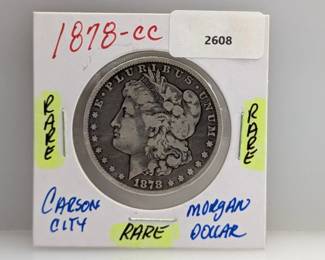 1878-CC
2608
E·PLURIBUS·UNUM
1878
RARE
RARE
CARSON CITY
RARE
MORGAN DOLLAR